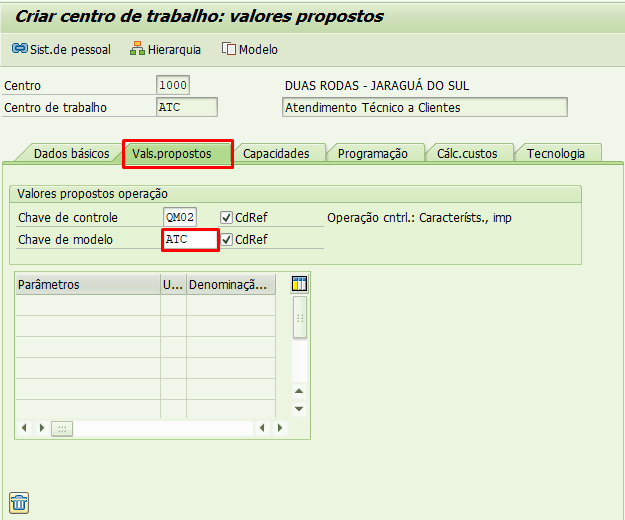 Criar centro de trabalho: valores propostos
Sist.de pessoal Hierarquia Modelo
Centro 1000 DUAS RODAS - JARAGUÁ DO SUL
Centro de trabalho ATC Atendimento Técnico a Clientes
Dados básicos Vals.propostos Capacidades Programação Cálc.custos Tecnologia
Valores propostos operação
Chave de controle QM02 CdRef Operação cntrl.: Característs., imp
Chave de modelo ATC CdRef
Parâmetros U... Denominaçã...